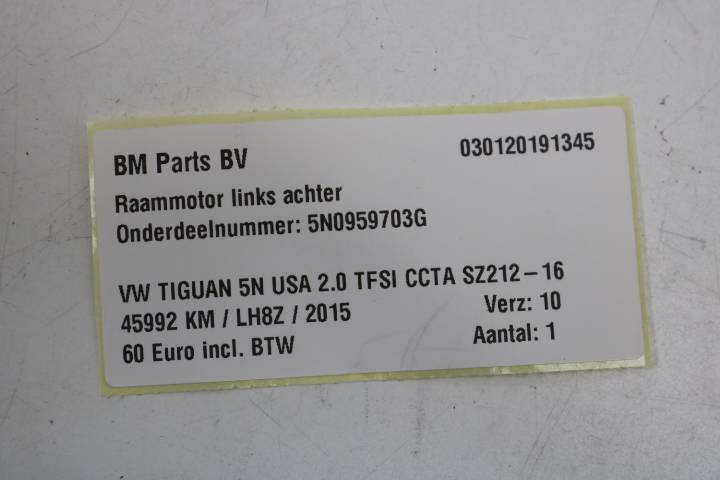 BM Parts BV 030120191345
Raammotor links achter
Onderdeelnummer: 5N0959703G
VW TIGUAN 5N USA 2.0 TFSI CCTA SZ212-16
45992 KM / LH8Z / 2015 Verz: 10
60 Euro incl. BTW Aantal: 1